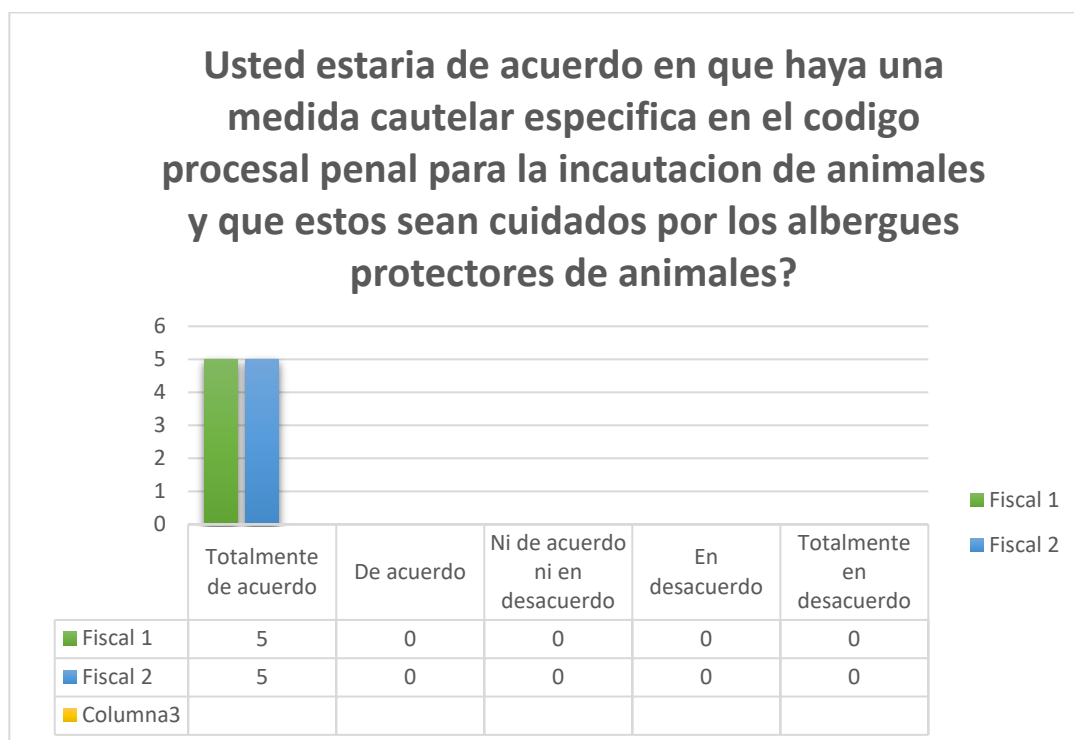 Usted estaria de acuerdo en que haya una
medida cautelar especifica en el codigo
procesal penal para la incautacion de animales
y que estos sean cuidados por los albergues
protectores de animales?
6
5
4
3
2
1
0
Fiscal 1
Fiscal 2
Totalmente
de acuerdo
De acuerdo
Ni de acuerdo
ni en
desacuerdo
En
desacuerdo
Totalmente
en
desacuerdo
Fiscal 1 5 0 0 0 0
Fiscal 2 5 0 0 0 0
Columna3